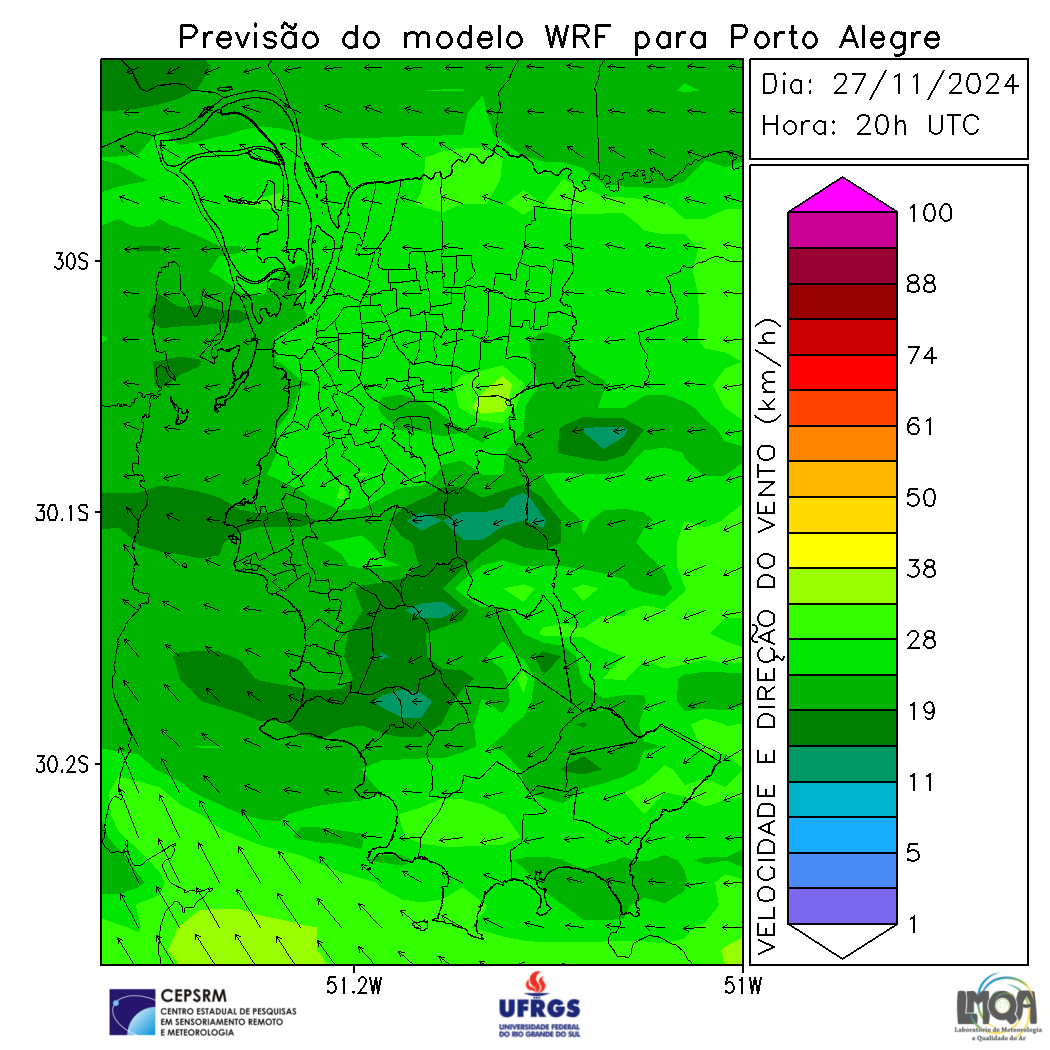 Previsão do modelo WRF para Porto Alegre
Dia: 27/11/2024
Hora: 20h UTC
30S
30.1S
30.2S
51.2W
51W
VELOCIDADE E DIREÇÃO DO VENTO (km/h)
100
88
74
61
50
38
28
19
11
5
1
CEPSRM
CENTRO ESTADUAL DE PESQUISAS
EM SENSORIAMENTO REMOTO
E METEOROLOGIA
UFRGS
UNIVERSIDADE FEDERAL
DO RIO GRANDE DO SUL
LMQA
Laboratório de Meteorologia
e Qualidade do Ar